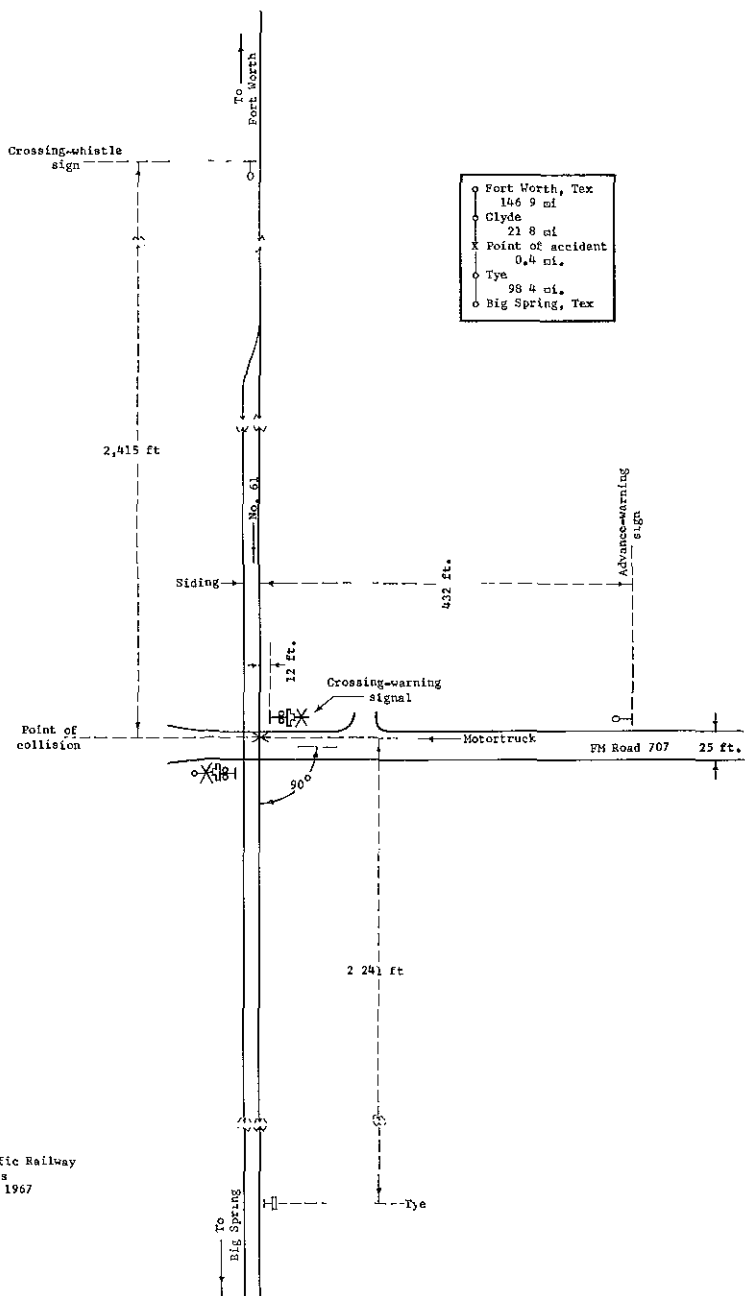 To
Fort Worth
Crossing-whistle
sign
Fort Worth, Tex
146 9 mi
Clyde
21 8 mi
Point of accident
0.4 mi.
Tye
98 4 mi.
Big Spring, Tex
2,415 ft
No. 61
Advance-warning
sign
Siding
432 ft.
12 ft.
Crossing-warning
signal
Point of
collision
Motortruck
FM Road 707
25 ft.
90°
2 241 ft
fic Railway
s
1967
Tye
To
Big Spring